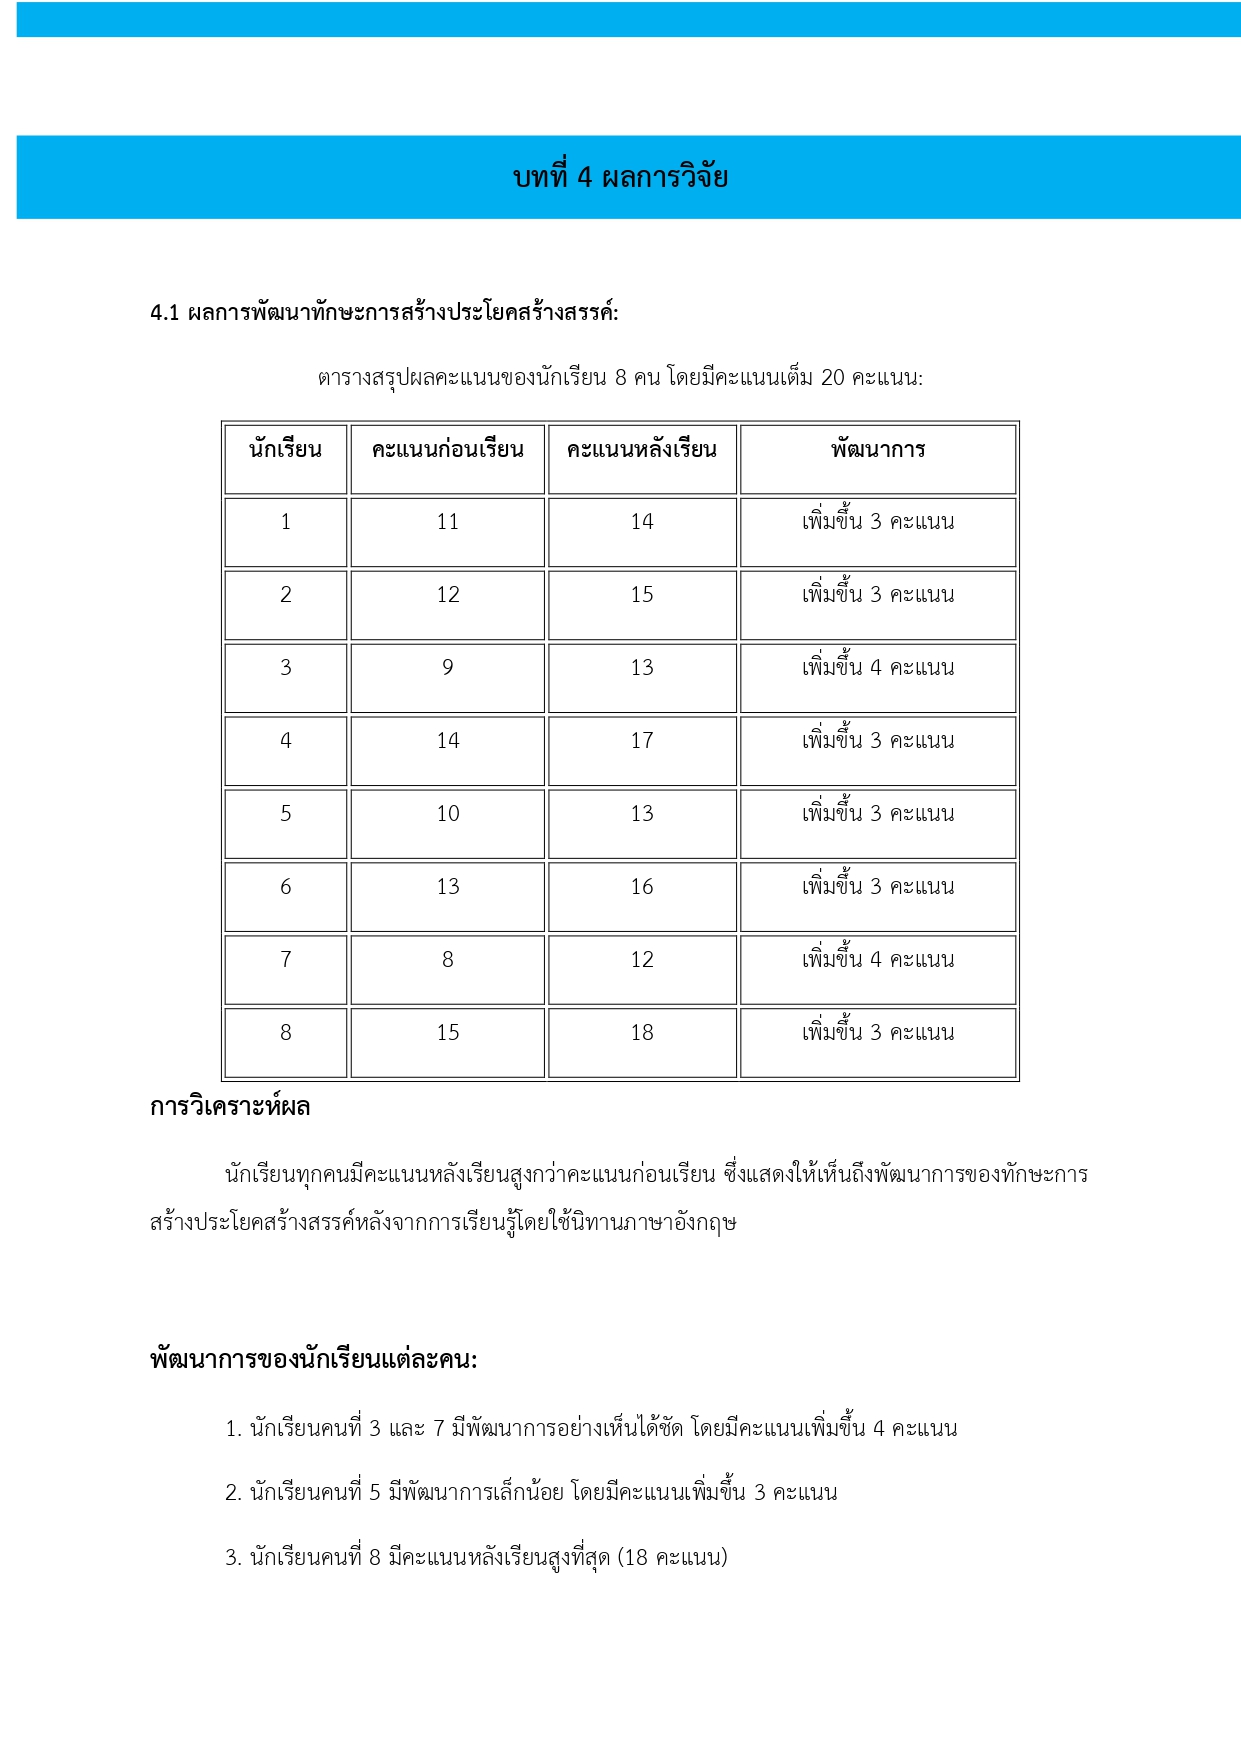 บทที่ 4 ผลการวิจัย
4.1 ผลการพัฒนาทักษะการสร้างประโยคสร้างสรรค์:
ตารางสรุปผลคะแนนของนักเรียน 8 คน โดยมีคะแนนเต็ม 20 คะแนน:
นักเรียน คะแนนก่อนเรียน คะแนนหลังเรียน พัฒนาการ
1 11 14 เพิ่มขึ้น 3 คะแนน
2 12 15 เพิ่มขึ้น 3 คะแนน
3 9 13 เพิ่มขึ้น 4 คะแนน
4 14 17 เพิ่มขึ้น 3 คะแนน
5 10 13 เพิ่มขึ้น 3 คะแนน
6 13 16 เพิ่มขึ้น 3 คะแนน
7 8 12 เพิ่มขึ้น 4 คะแนน
8 15 18 เพิ่มขึ้น 3 คะแนน
การวิเคราะห์ผล
นักเรียนทุกคนมีคะแนนหลังเรียนสูงกว่าคะแนนก่อนเรียน ซึ่งแสดงให้เห็นถึงพัฒนาการของทักษะการ
สร้างประโยคสร้างสรรค์หลังจากการเรียนรู้โดยใช้นิทานภาษาอังกฤษ
พัฒนาการของนักเรียนแต่ละคน:
1. นักเรียนคนที่ 3 และ 7 มีพัฒนาการอย่างเห็นได้ชัด โดยมีคะแนนเพิ่มขึ้น 4 คะแนน
2. นักเรียนคนที่ 5 มีพัฒนาการเล็กน้อย โดยมีคะแนนเพิ่มขึ้น 3 คะแนน
3. นักเรียนคนที่ 8 มีคะแนนหลังเรียนสูงที่สุด (18 คะแนน)